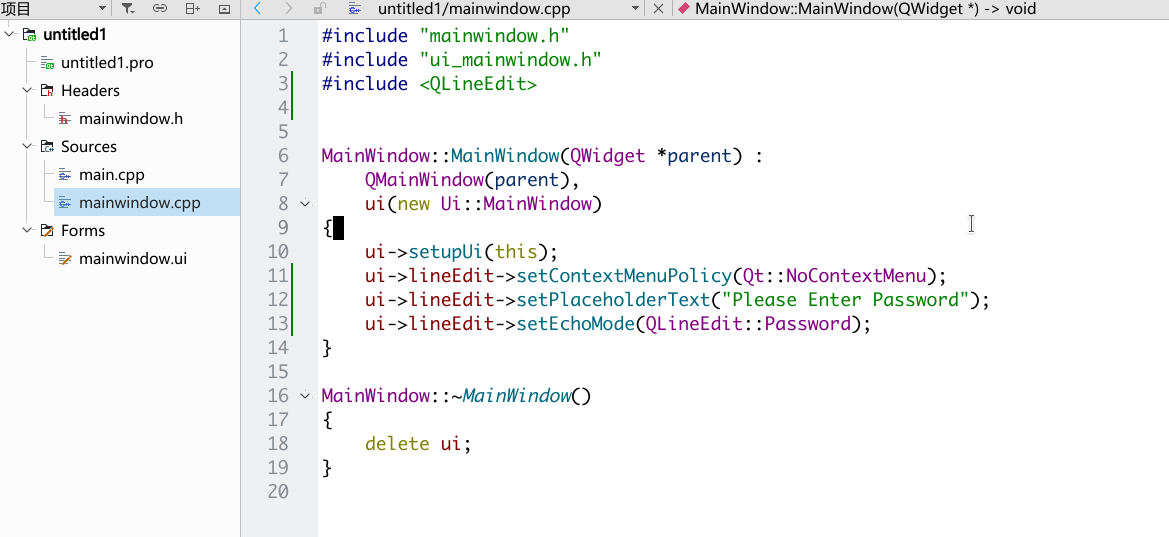 项目
untitled1/mainwindow.cpp
MainWindow::MainWindow(QWidget *) -> void
untitled1
untitled1.pro
Headers
mainwindow.h
Sources
main.cpp
mainwindow.cpp
Forms
mainwindow.ui
1 #include "mainwindow.h"
2 #include "ui_mainwindow.h"
3 #include <QLineEdit>
4
5
6 MainWindow::MainWindow(QWidget *parent) :
7     QMainWindow(parent),
8     ui(new Ui::MainWindow)
9 {
10     ui->setupUi(this);
11     ui->lineEdit->setContextMenuPolicy(Qt::NoContextMenu);
12     ui->lineEdit->setPlaceholderText("Please Enter Password");
13     ui->lineEdit->setEchoMode(QLineEdit::Password);
14 }
15
16 MainWindow::~MainWindow()
17 {
18     delete ui;
19 }
20